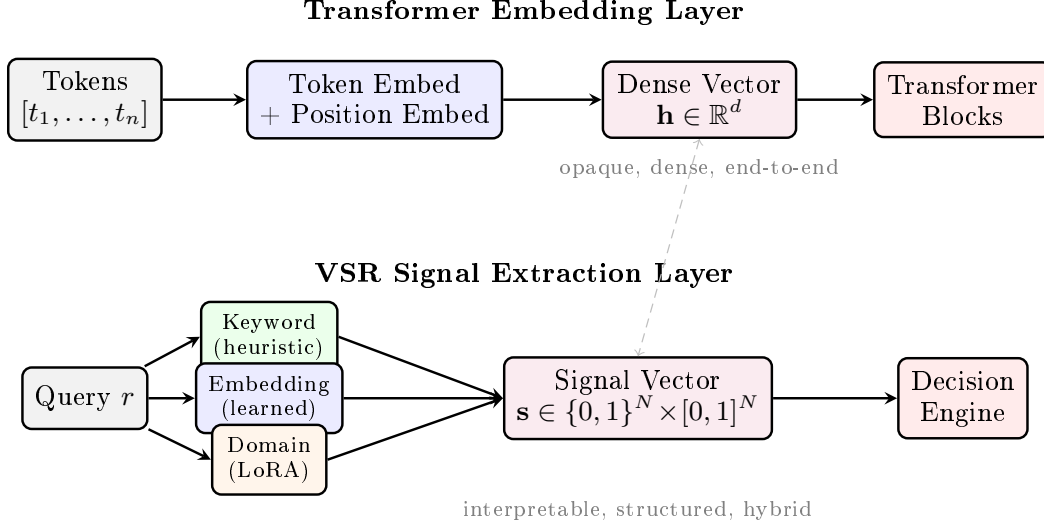 Transformer Embedding Layer
Tokens
[t₁, . . . , tₙ]
Token Embed
+ Position Embed
Dense Vector
h ∈ ℝᵈ
Transformer
Blocks
opaque, dense, end-to-end
VSR Signal Extraction Layer
Query r
Keyword
(heuristic)
Embedding
(learned)
Domain
(LoRA)
Signal Vector
s ∈ {0, 1}ᴺ ×[0, 1]ᴺ
Decision
Engine
interpretable, structured, hybrid